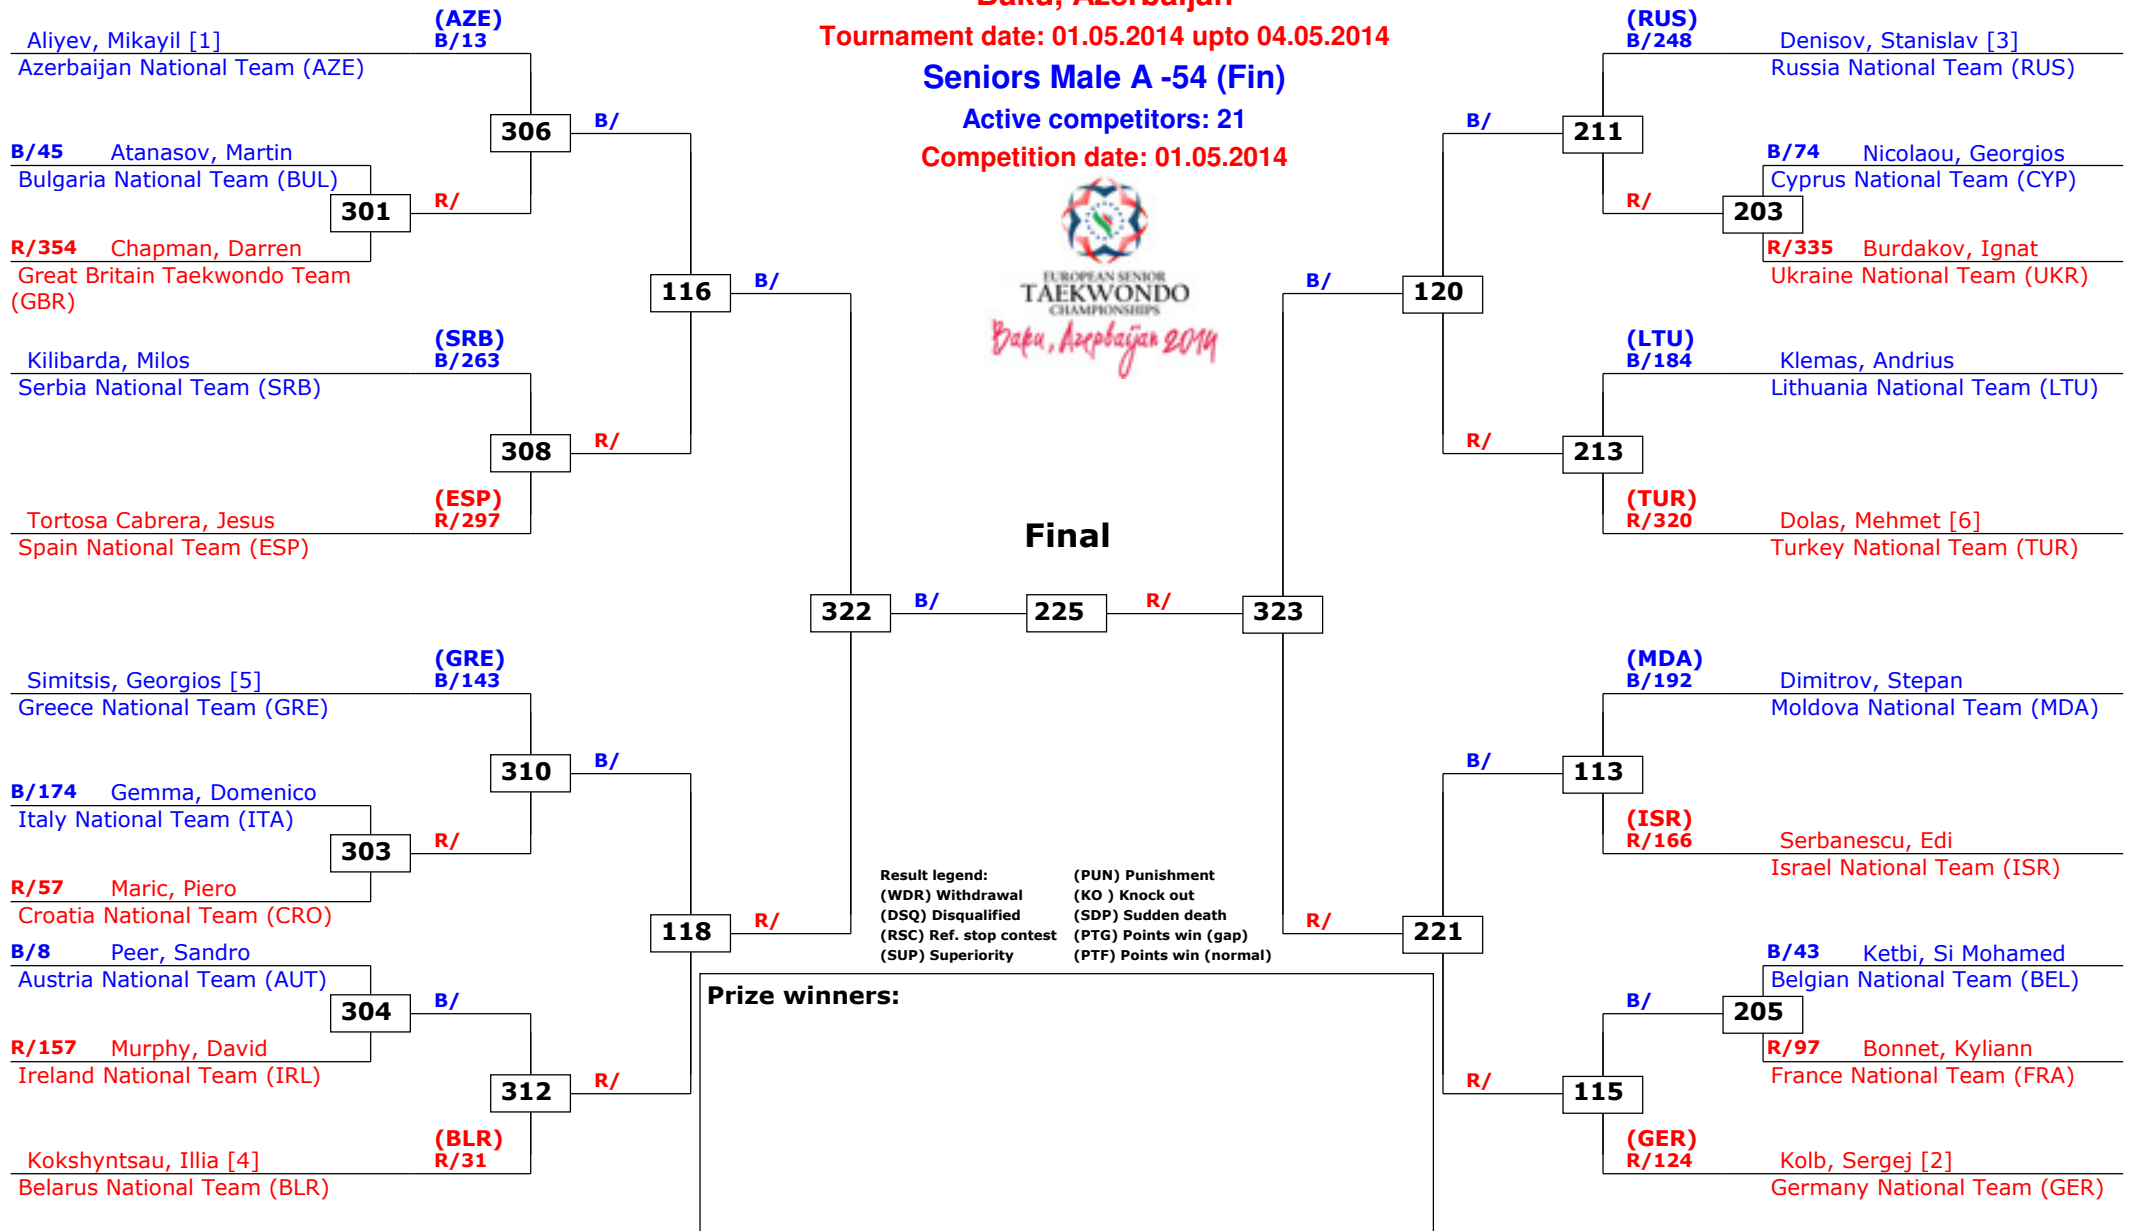 Baku, Azerbaijan
Tournament date: 01.05.2014 upto 04.05.2014
Seniors Male A -54 (Fin)
Active competitors: 21
Competition date: 01.05.2014
EUROPEAN SENIOR
TAEKWONDO
CHAMPIONSHIPS
Baku, Azerbaijan 2014
(AZE)
Aliyev, Mikayil [1] B/13
Azerbaijan National Team (AZE)
306 B/
B/45 Atanasov, Martin
Bulgaria National Team (BUL)
301 R/
R/354 Chapman, Darren
Great Britain Taekwondo Team
(GBR)
116 B/
(SRB)
Kilibarda, Milos B/263
Serbia National Team (SRB)
308 R/
(ESP)
Tortosa Cabrera, Jesus R/297
Spain National Team (ESP)
322 B/
(GRE)
Simitsis, Georgios [5] B/143
Greece National Team (GRE)
310 B/
B/174 Gemma, Domenico
Italy National Team (ITA)
303 R/
R/57 Maric, Piero
Croatia National Team (CRO)
118 R/
B/8 Peer, Sandro
Austria National Team (AUT)
304 B/
R/157 Murphy, David
Ireland National Team (IRL)
312 R/
(BLR)
Kokshyntsau, Illia [4] R/31
Belarus National Team (BLR)
Final
225
(RUS)
B/248 Denisov, Stanislav [3]
Russia National Team (RUS)
B/ 211
B/74 Nicolaou, Georgios
Cyprus National Team (CYP)
R/ 203
R/335 Burdakov, Ignat
Ukraine National Team (UKR)
B/ 120
(LTU)
B/184 Klemas, Andrius
Lithuania National Team (LTU)
R/ 213
(TUR)
R/320 Dolas, Mehmet [6]
Turkey National Team (TUR)
R/ 323
(MDA)
B/192 Dimitrov, Stepan
Moldova National Team (MDA)
B/ 113
(ISR)
R/166 Serbanescu, Edi
Israel National Team (ISR)
R/ 221
B/43 Ketbi, Si Mohamed
Belgian National Team (BEL)
B/ 205
R/97 Bonnet, Kyliann
France National Team (FRA)
R/ 115
(GER)
R/124 Kolb, Sergej [2]
Germany National Team (GER)
Result legend: (PUN) Punishment
(WDR) Withdrawal (KO ) Knock out
(DSQ) Disqualified (SDP) Sudden death
(RSC) Ref. stop contest (PTG) Points win (gap)
(SUP) Superiority (PTF) Points win (normal)
Prize winners: